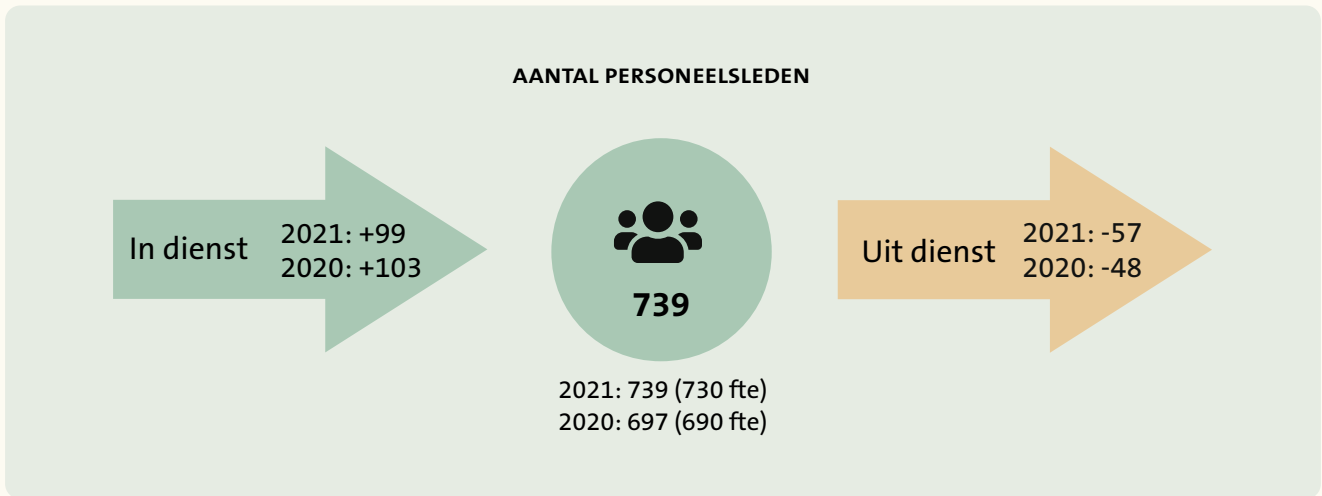 AANTAL PERSONEELSLEDEN
In dienst
2021: +99
2020: +103
739
2021: 739 (730 fte)
2020: 697 (690 fte)
Uit dienst
2021: -57
2020: -48